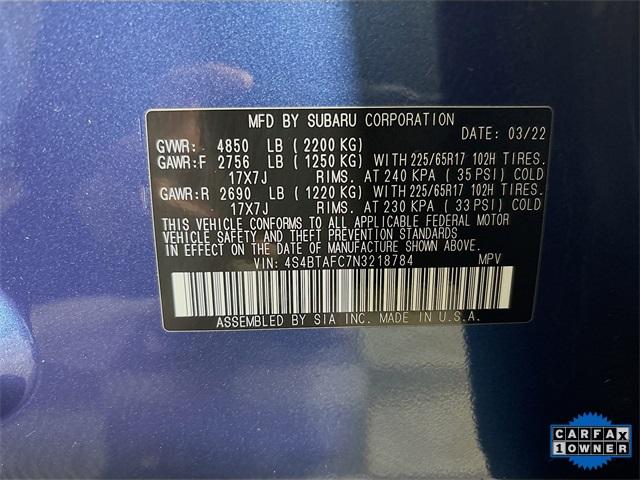 MFD BY SUBARU CORPORATION
DATE: 03/22
GVWR: 4850 LB (2200 KG)
GAWR:F 2756 LB (1250 KG) WITH 225/65R17 102H TIRES.
17X7J RIMS. AT 240 KPA (35 PSI) COLD
GAWR:R 2690 LB (1220 KG) WITH 225/65R17 102H TIRES.
17X7J RIMS. AT 230 KPA (33 PSI) COLD
THIS VEHICLE CONFORMS TO ALL APPLICABLE FEDERAL MOTOR
VEHICLE SAFETY AND THEFT PREVENTION STANDARDS
IN EFFECT ON THE DATE OF MANUFACTURE SHOWN ABOVE.
VIN: 4S4BTAFC7N3218784 MPV
ASSEMBLED BY SIA INC. MADE IN U.S.A.
CARFAX
1 OWNER